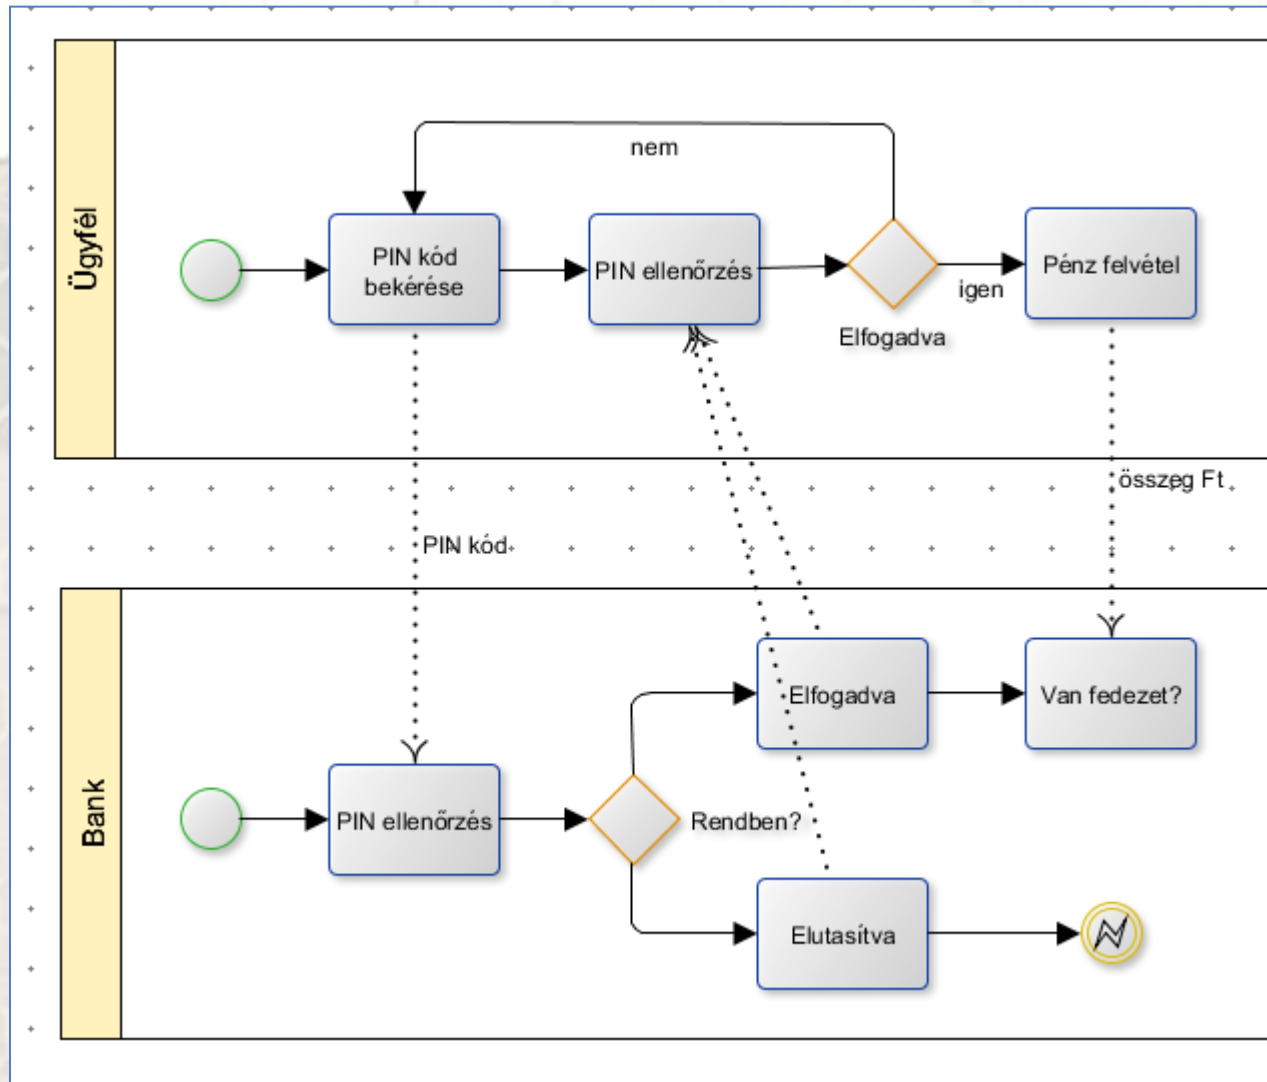 Ügyfél
nem
PIN kód
bekérése
PIN ellenőrzés
Elfogadva
igen
Pénz felvétel
PIN kód
összeg Ft
Bank
PIN ellenőrzés
Rendben?
Elfogadva
Van fedezet?
Elutasítva